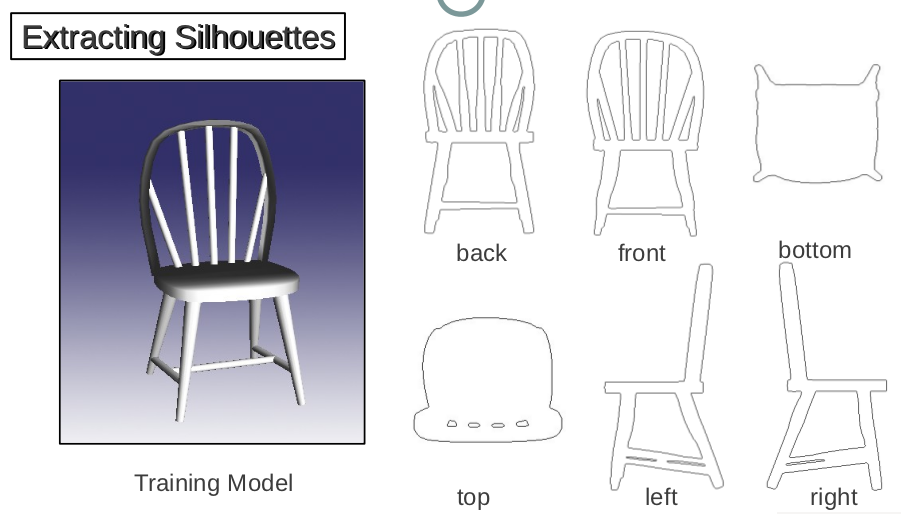 Extracting Silhouettes
back
front
bottom
Training Model
top
left
right